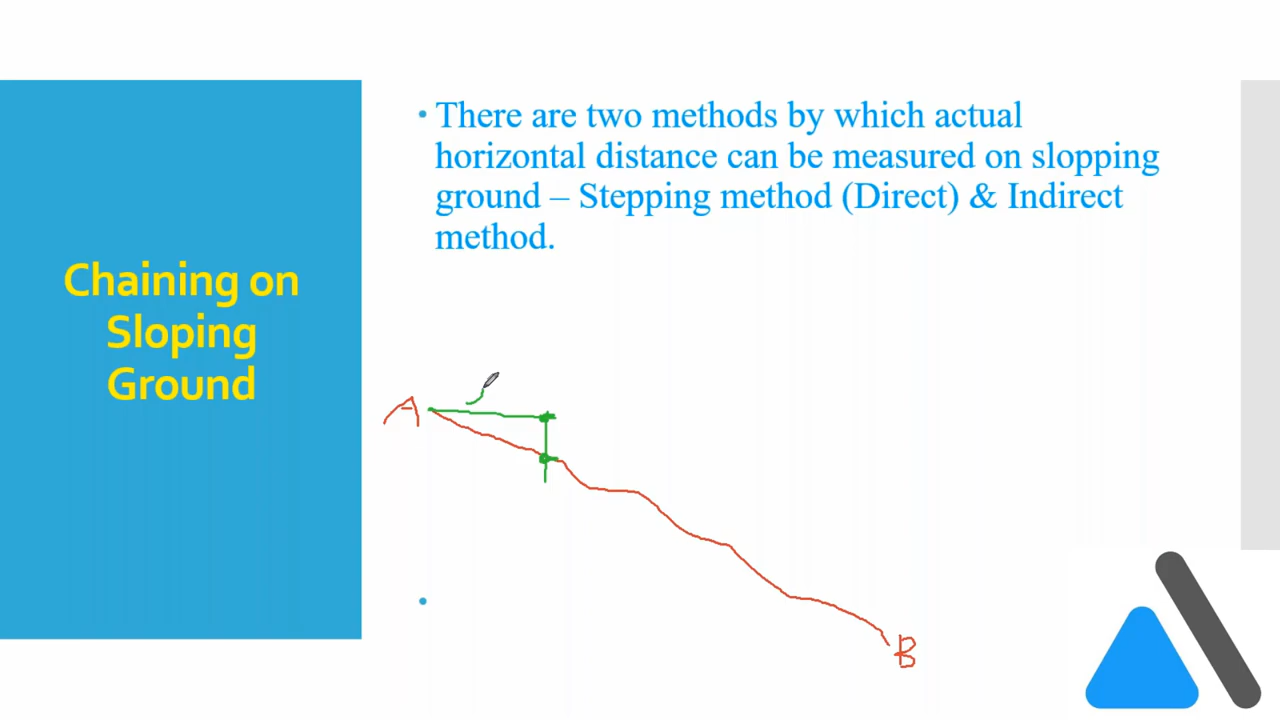 Chaining on
Sloping
Ground
• There are two methods by which actual
horizontal distance can be measured on slopping
ground – Stepping method (Direct) & Indirect
method.
A
B